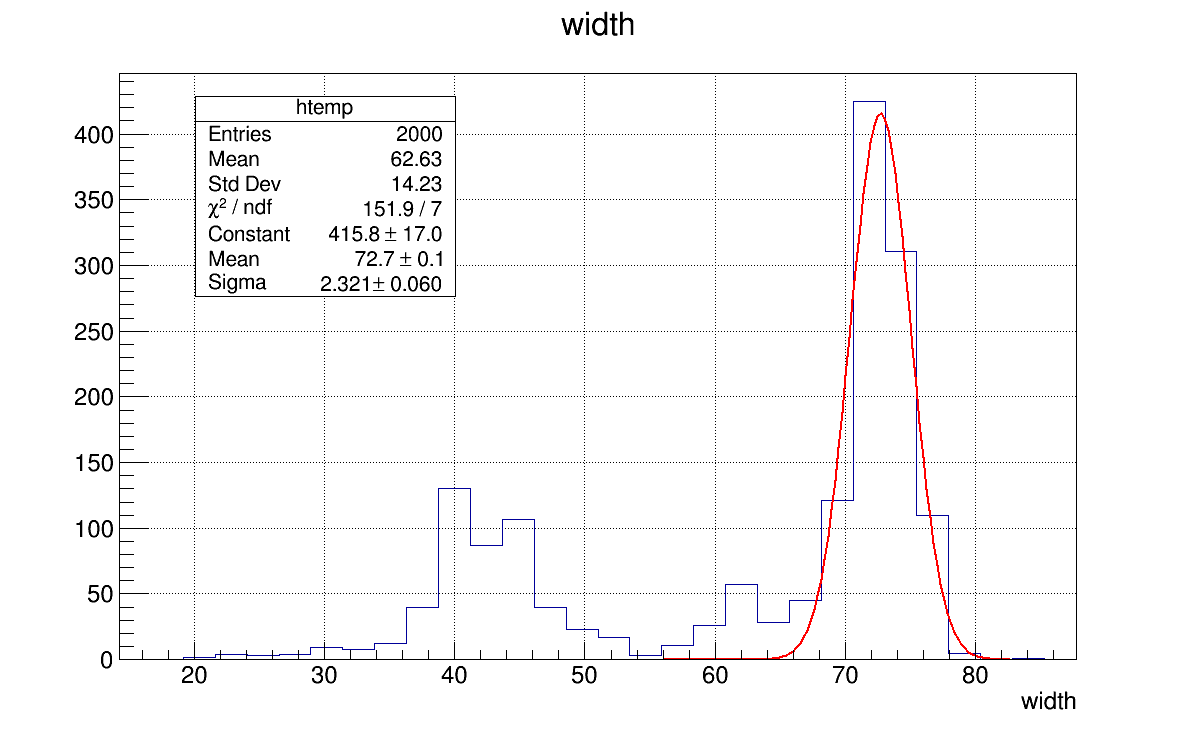 width
htemp
Entries 2000
Mean 62.63
Std Dev 14.23
χ² / ndf 151.9 / 7
Constant 415.8 ± 17.0
Mean 72.7 ± 0.1
Sigma 2.321± 0.060
400
350
300
250
200
150
100
50
0
20 30 40 50 60 70 80
width